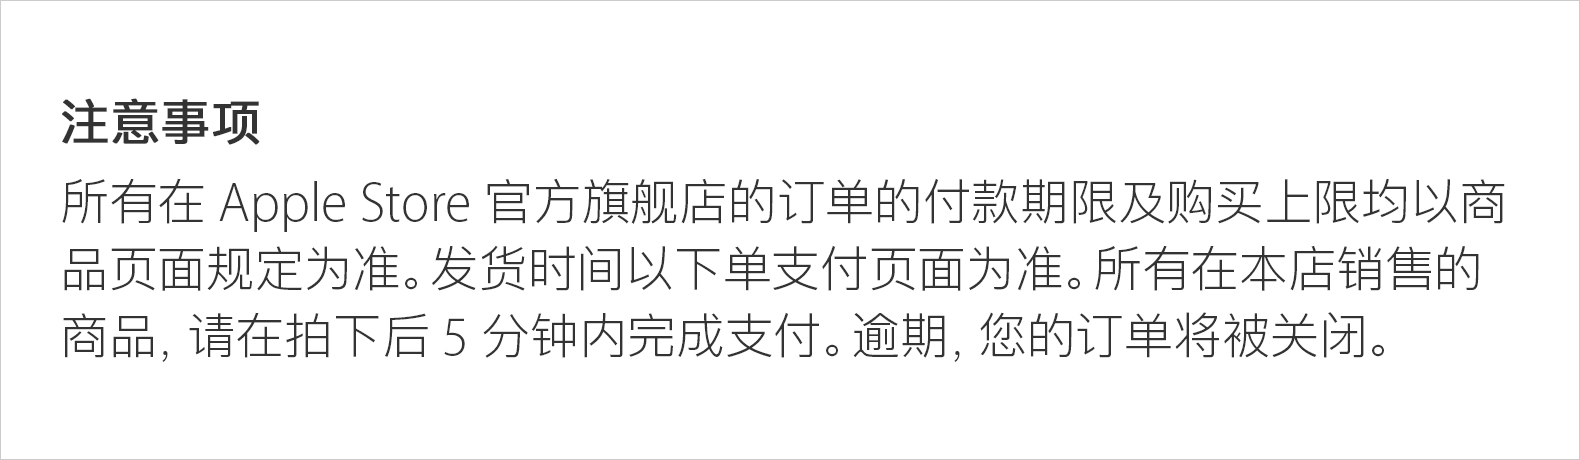 注意事项
所有在 Apple Store 官方旗舰店的订单的付款期限及购买上限均以商
品页面规定为准。发货时间以下单支付页面为准。所有在本店销售的
商品, 请在拍下后 5 分钟内完成支付。逾期, 您的订单将被关闭。